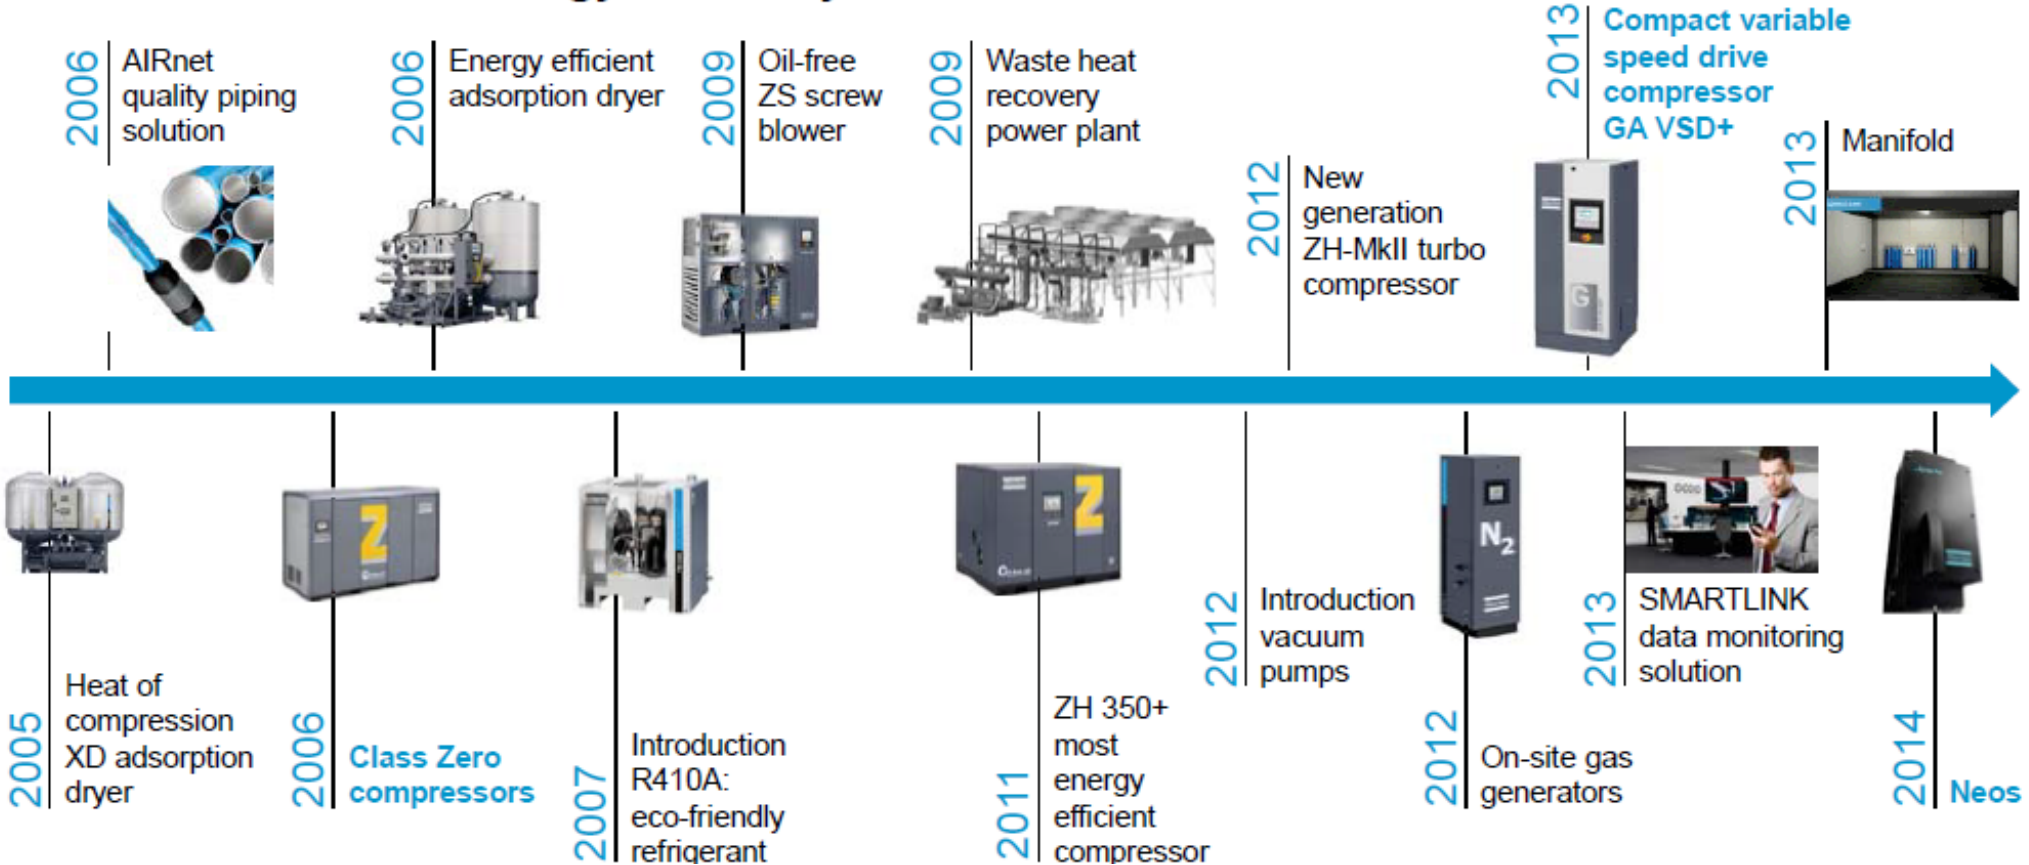 2006
AIRnet
quality piping
solution
2006
Energy efficient
adsorption dryer
2009
Oil-free
ZS screw
blower
2009
Waste heat
recovery
power plant
2012
New
generation
ZH-MkII turbo
compressor
2013
Compact variable
speed drive
compressor
GA VSD+
G
2013
Manifold
2005
Heat of
compression
XD adsorption
dryer
Z
2006
Class Zero
compressors
2007
Introduction
R410A:
eco-friendly
refrigerant
Z
2011
ZH 350+
most
energy
efficient
compressor
2012
Introduction
vacuum
pumps
N2
2012
On-site gas
generators
2013
SMARTLINK
data monitoring
solution
2014
Neos